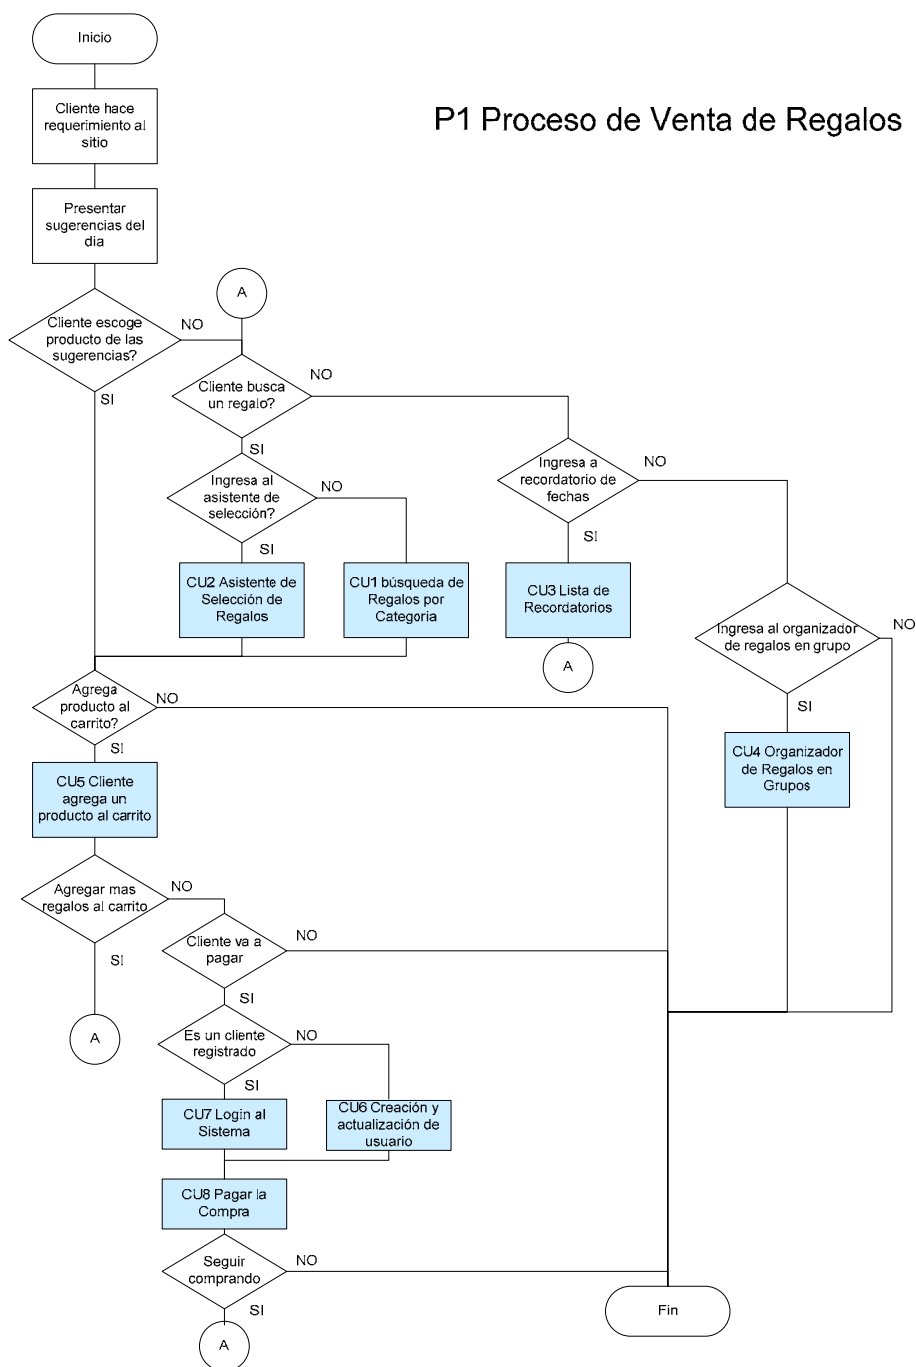 Inicio
P1 Proceso de Venta de Regalos
Cliente hace
requerimiento al
sitio
Presentar
sugerencias del
dia
A
Cliente escoge
producto de las
sugerencias?
NO
SI
Cliente busca
un regalo?
NO
SI
Ingresa al
asistente de
selección?
NO
SI
Ingresa a
recordatorio de
fechas
NO
SI
CU2 Asistente de
Selección de
Regalos
CU1 búsqueda de
Regalos por
Categoria
CU3 Lista de
Recordatorios
A
Ingresa al organizador
de regalos en grupo
NO
SI
CU4 Organizador
de Regalos en
Grupos
Agrega
producto al
carrito?
NO
SI
CU5 Cliente
agrega un
producto al carrito
Agregar mas
regalos al carrito
NO
SI
A
Cliente va a
pagar
NO
SI
Es un cliente
registrado
NO
SI
CU7 Login al
Sistema
CU6 Creación y
actualización de
usuario
CU8 Pagar la
Compra
Seguir
comprando
NO
SI
A
Fin